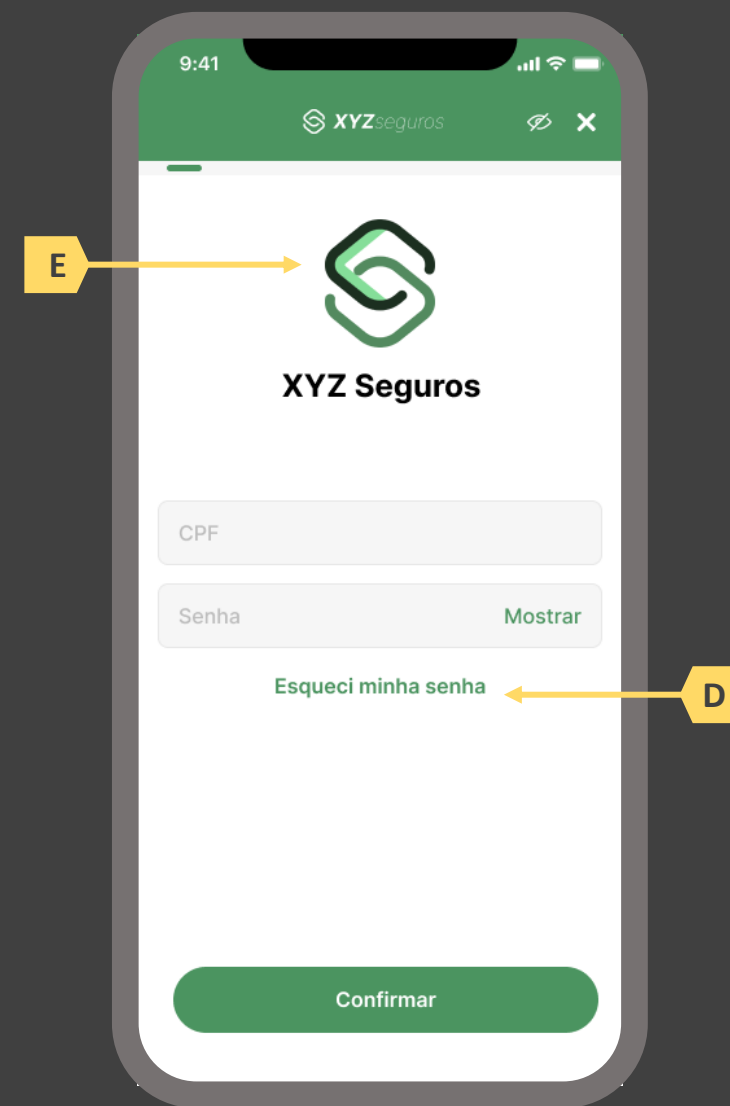 9:41
XYZseguros
E
XYZ Seguros
CPF
Senha Mostrar
Esqueci minha senha
D
Confirmar